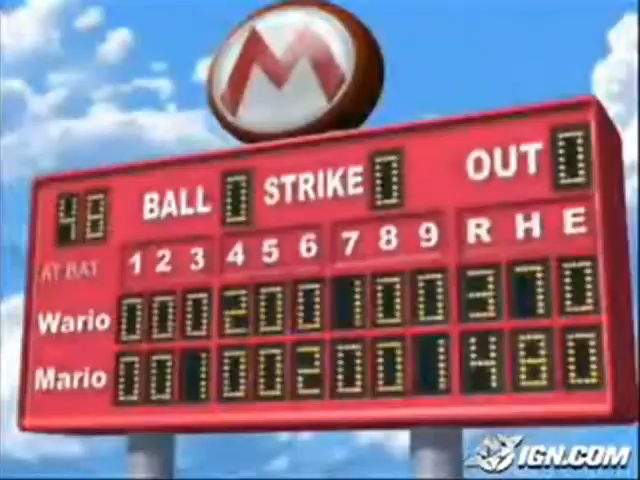 M
43 BALL 0 STRIKE 0 OUT 0
AT BAT 1 2 3 4 5 6 7 8 9 R H E
Wario 0 0 0 2 0 0 1 0 0 3 7 0
Mario 0 0 1 0 0 2 0 0 1 4 8 0
IGN.COM